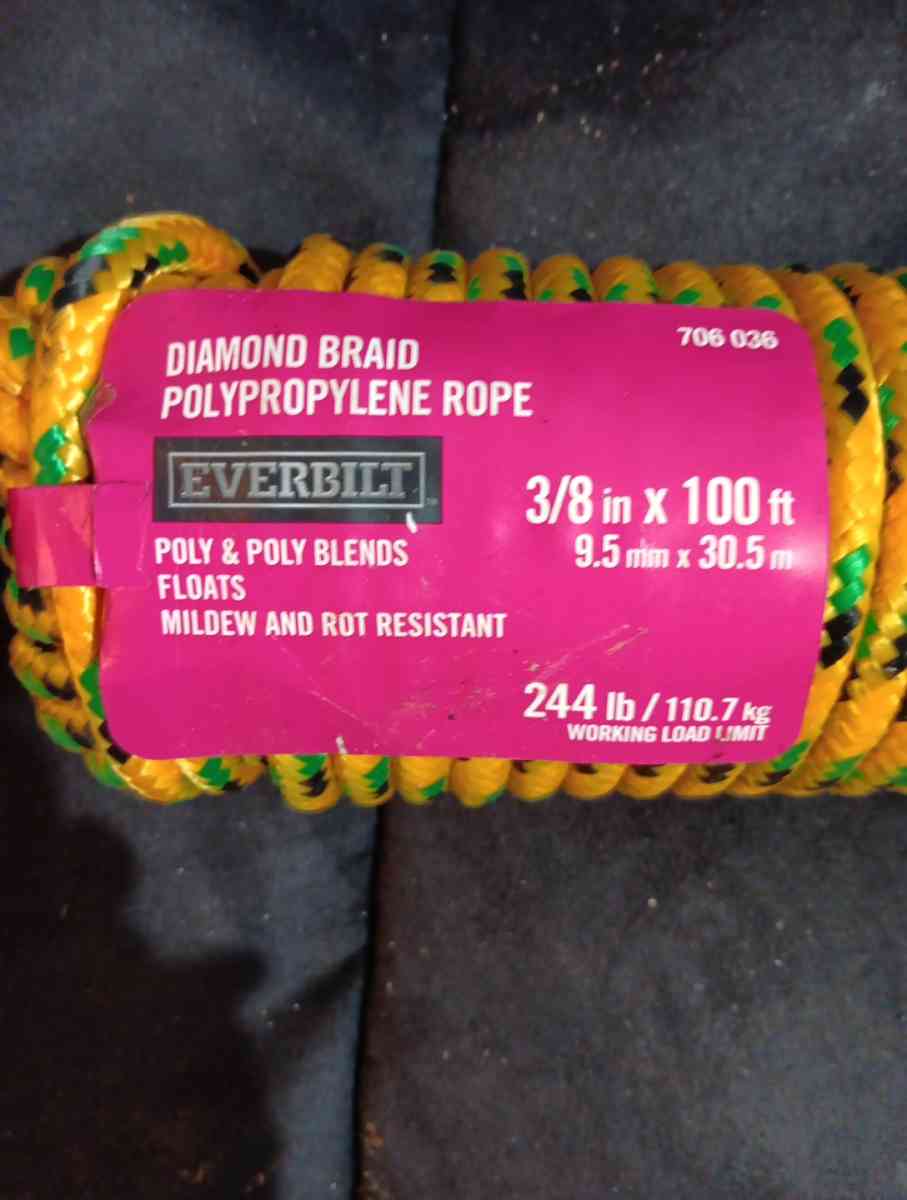 706 036
DIAMOND BRAID
POLYPROPYLENE ROPE
EVERBILT™
3/8 in x 100 ft
9.5 mm x 30.5 m
POLY & POLY BLENDS
FLOATS
MILDEW AND ROT RESISTANT
244 lb / 110.7 kg
WORKING LOAD LIMIT